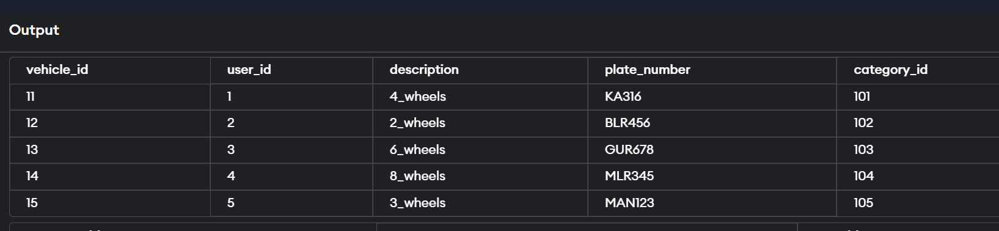 Output
vehicle_id user_id description plate_number category_id
11 1 4_wheels KA316 101
12 2 2_wheels BLR456 102
13 3 6_wheels GUR678 103
14 4 8_wheels MLR345 104
15 5 3_wheels MAN123 105